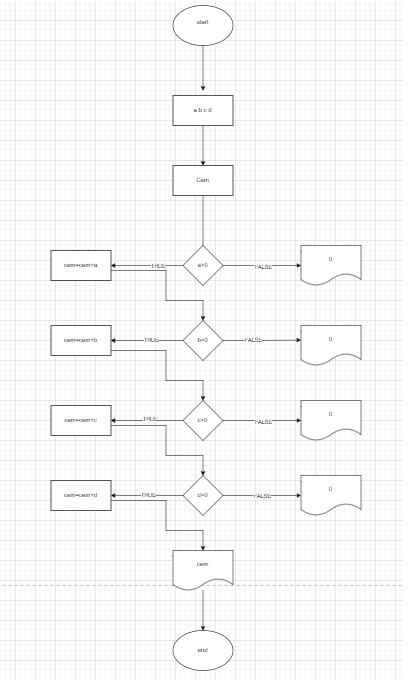 start
a b c d
Cem
cem=cem+a
TRUE
a>0
FALSE
0
cem=cem+b
TRUE
b>0
FALSE
0
cem=cem+c
TRUE
c>0
FALSE
0
cem=cem+d
TRUE
d>0
FALSE
0
cem
end